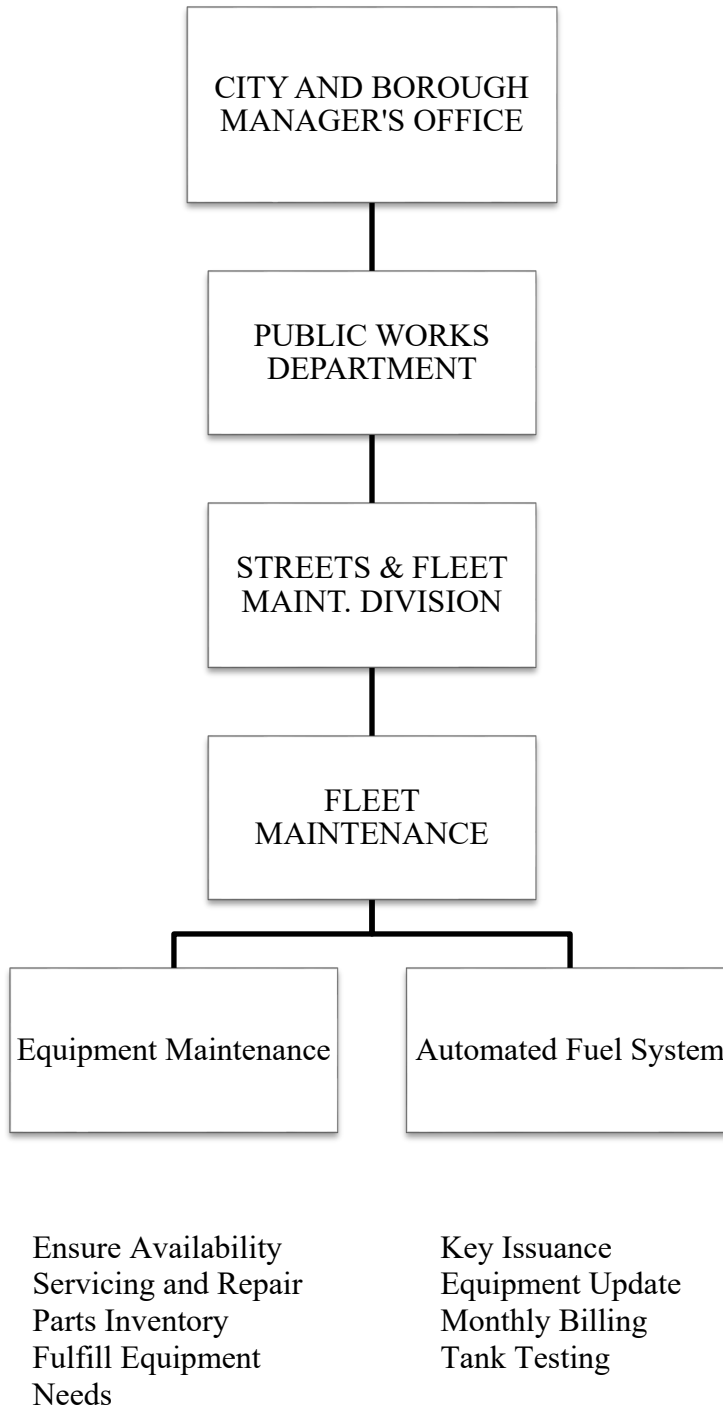 CITY AND BOROUGH
MANAGER'S OFFICE
PUBLIC WORKS
DEPARTMENT
STREETS & FLEET
MAINT. DIVISION
FLEET
MAINTENANCE
Equipment Maintenance
Automated Fuel System
Ensure Availability
Servicing and Repair
Parts Inventory
Fulfill Equipment
Needs
Key Issuance
Equipment Update
Monthly Billing
Tank Testing